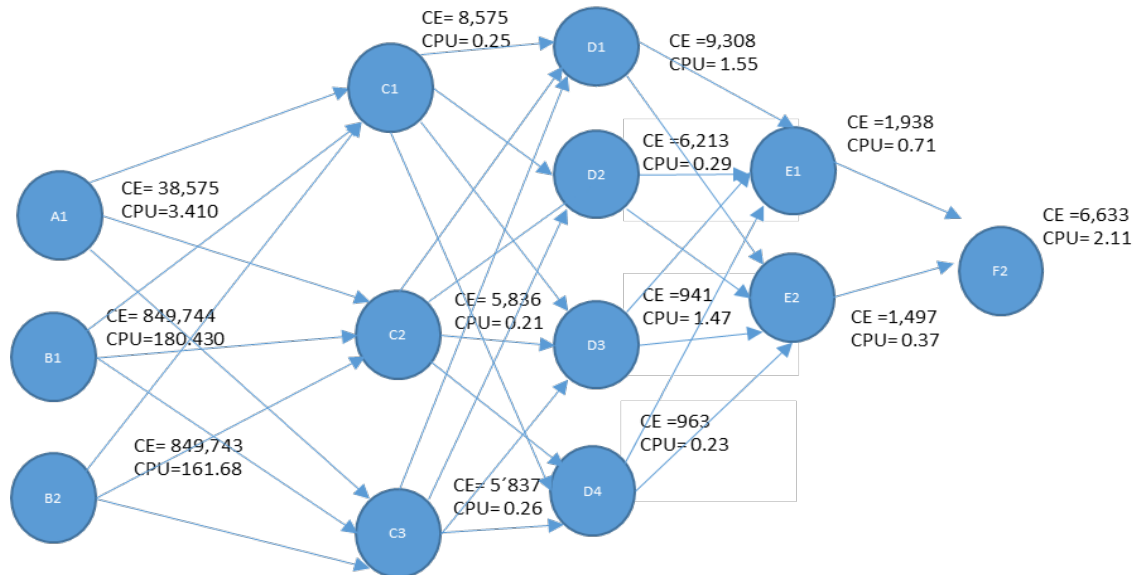 CE= 8,575
CPU= 0.25
D1
CE =9,308
CPU= 1.55
C1
CE =1,938
CPU= 0.71
D2
CE =6,213
CPU= 0.29
E1
A1
CE= 38,575
CPU=3.410
CE =6,633
CPU= 2.11
F2
CE= 849,744
CPU=180.430
B1
C2
CE= 5,836
CPU= 0.21
D3
CE =941
CPU= 1.47
E2
CE =1,497
CPU= 0.37
CE= 849,743
CPU=161.68
B2
C3
CE= 5´837
CPU= 0.26
D4
CE =963
CPU= 0.23